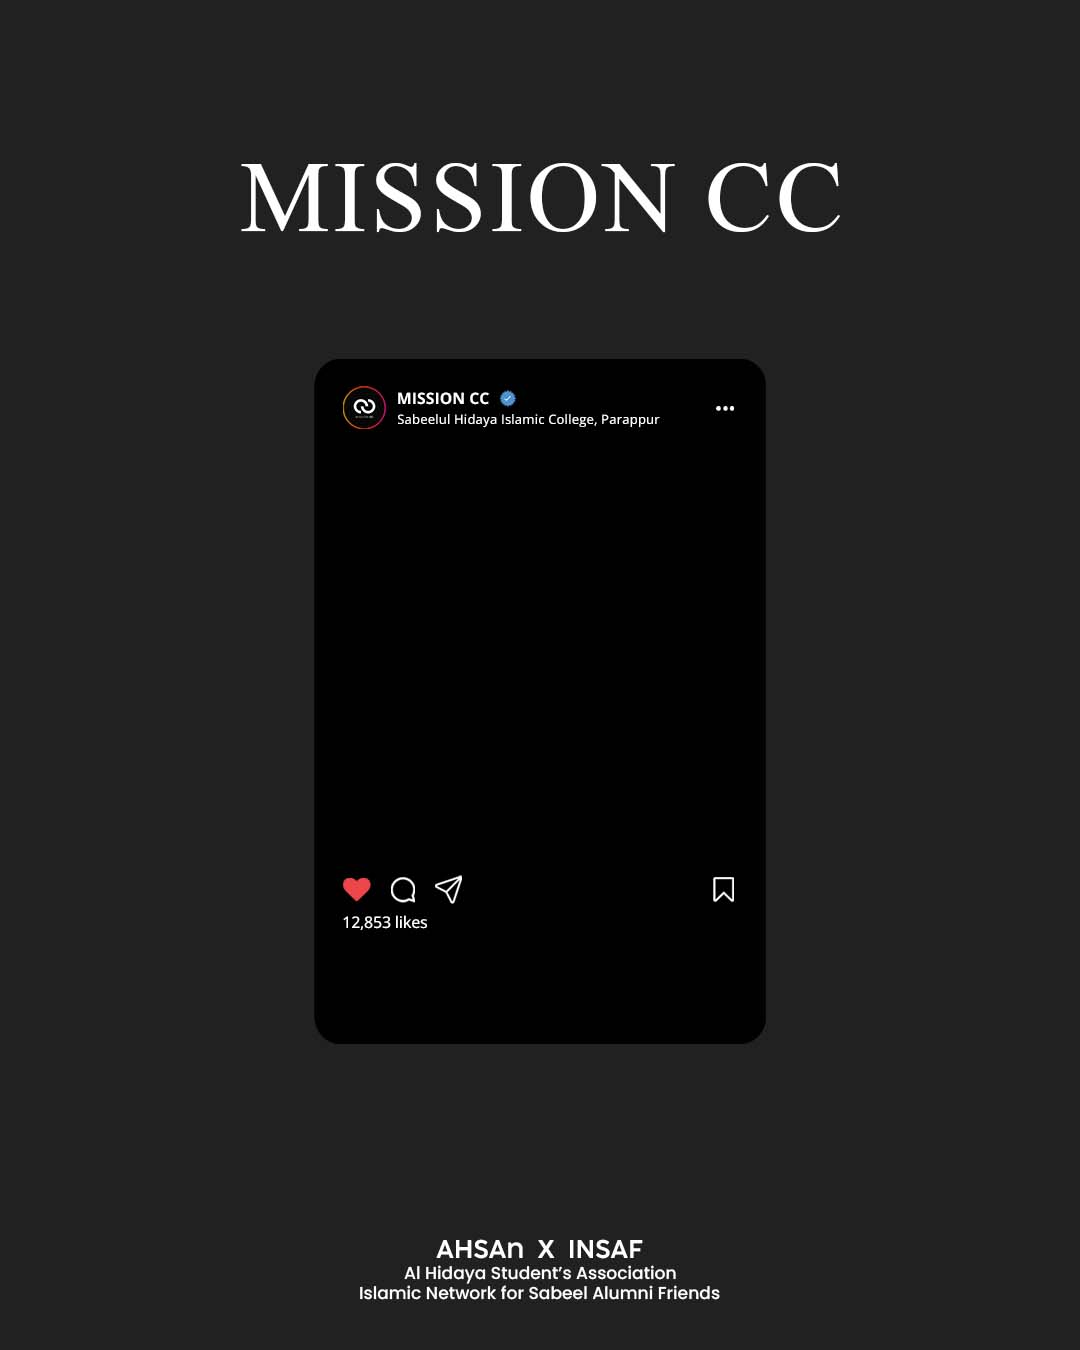 MISSION CC
MISSION CC
Sabeelul Hidaya Islamic College, Parappur
12,853 likes
AHSAn X INSAF
Al Hidaya Student’s Association
Islamic Network for Sabeel Alumni Friends